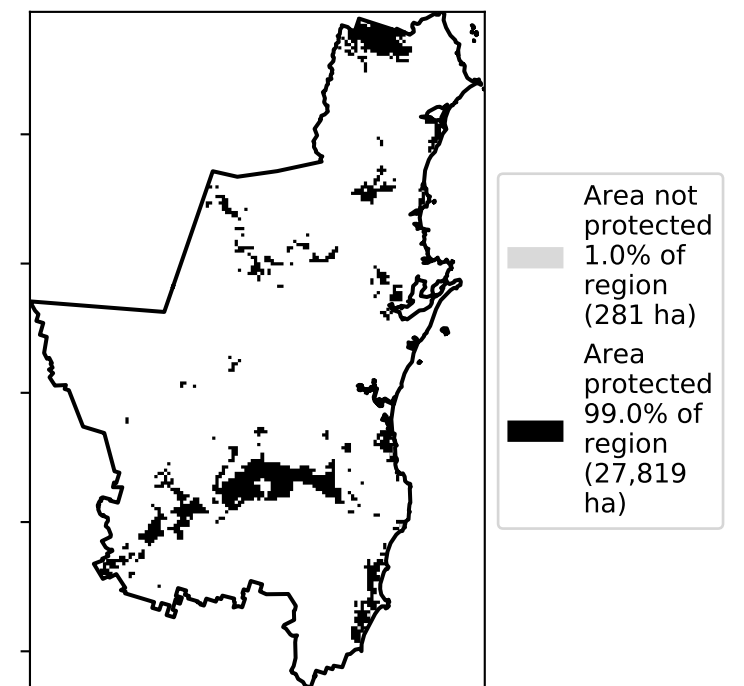 Area not
protected
1.0% of
region
(281 ha)
Area
protected
99.0% of
region
(27,819
ha)